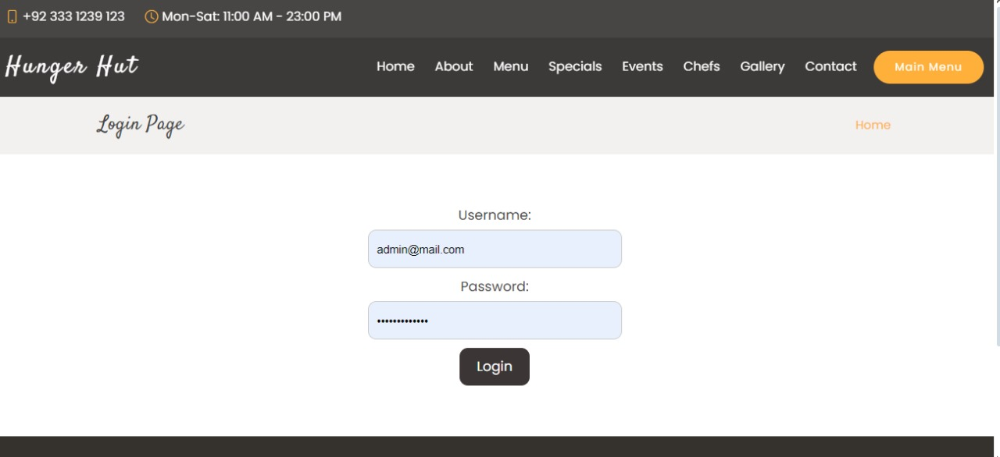 +92 333 1239 123 Mon-Sat: 11:00 AM - 23:00 PM
Hunger Hut Home About Menu Specials Events Chefs Gallery Contact Main Menu
Login Page Home
Username:
admin@mail.com
Password:
•••••••••••••
Login